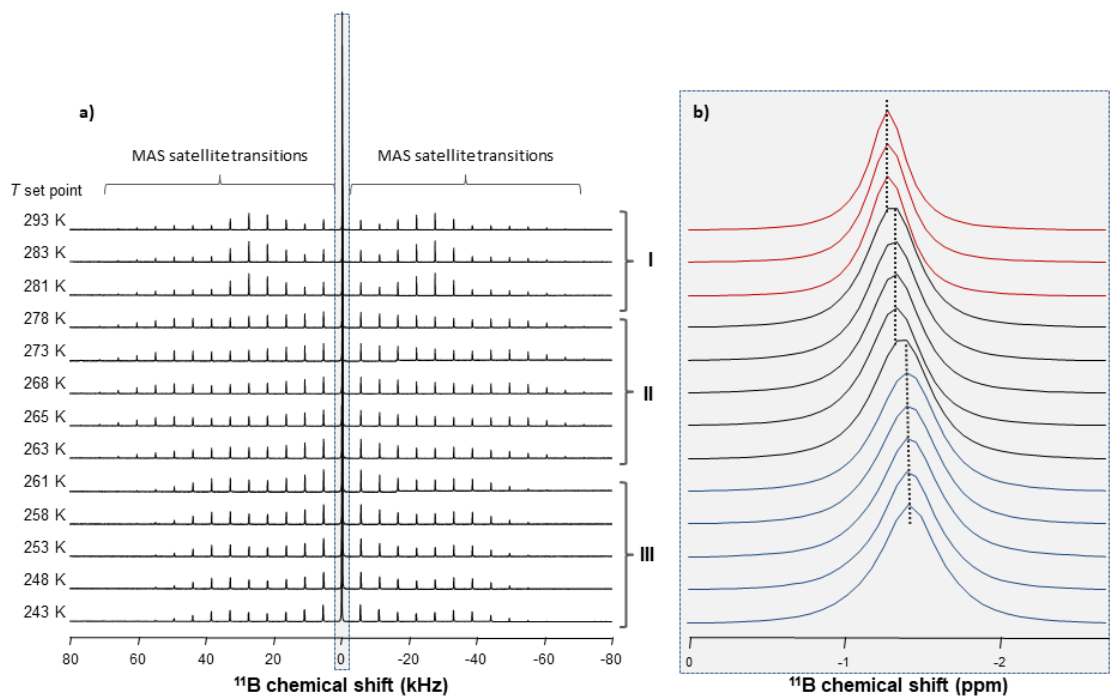 a)
MAS satellite transitions
MAS satellite transitions
T set point
293 K
283 K
281 K
278 K
273 K
268 K
265 K
263 K
261 K
258 K
253 K
248 K
243 K
I
II
III
80 60 40 20 0 -20 -40 -60 -80
¹¹B chemical shift (kHz)
b)
0 -1 -2
¹¹B chemical shift (ppm)